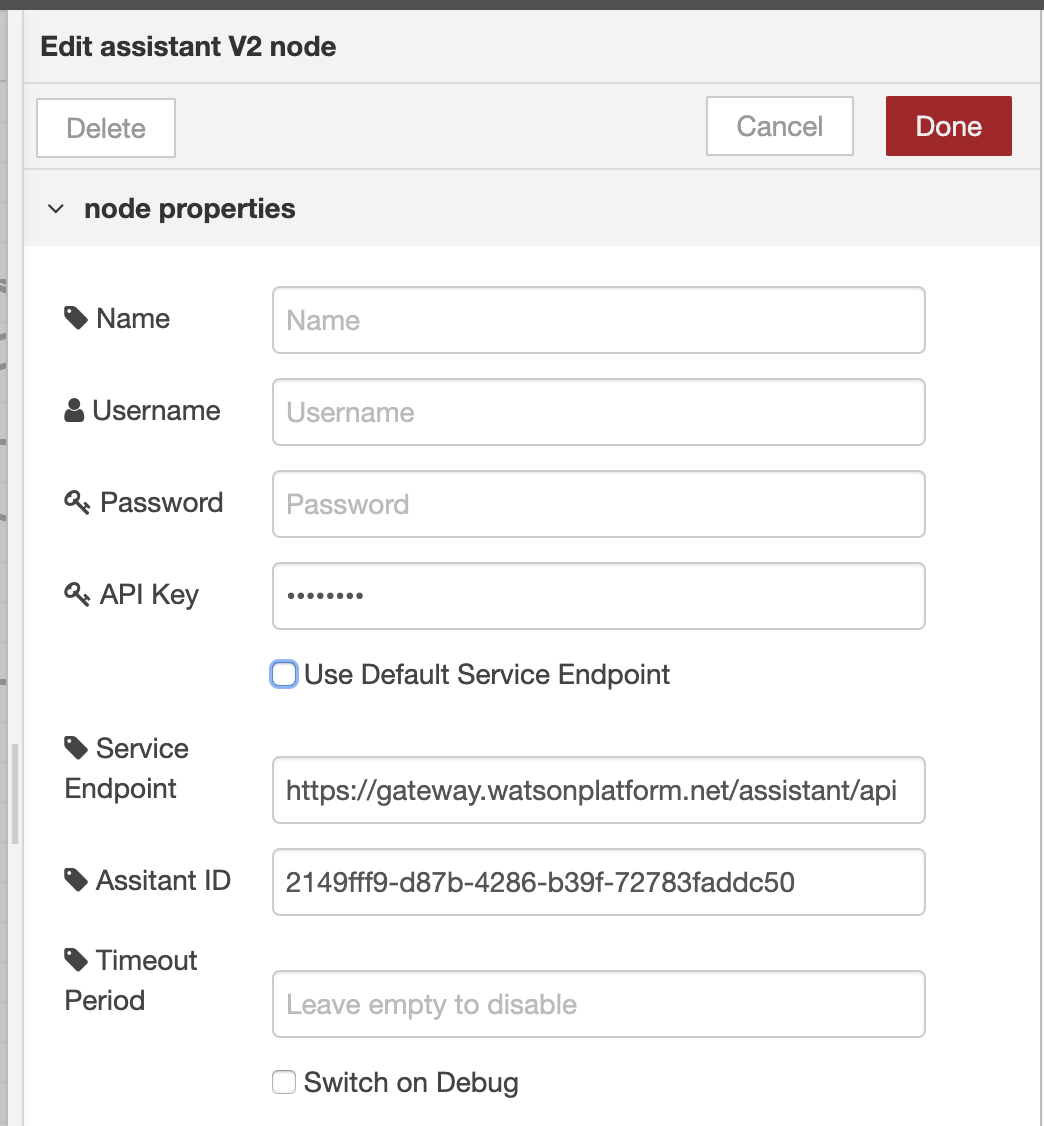 Edit assistant V2 node
Delete
Cancel
Done
node properties
Name
Name
Username
Username
Password
Password
API Key
••••••••
Use Default Service Endpoint
Service
Endpoint
https://gateway.watsonplatform.net/assistant/api
Assitant ID
2149fff9-d87b-4286-b39f-72783faddc50
Timeout
Period
Leave empty to disable
Switch on Debug